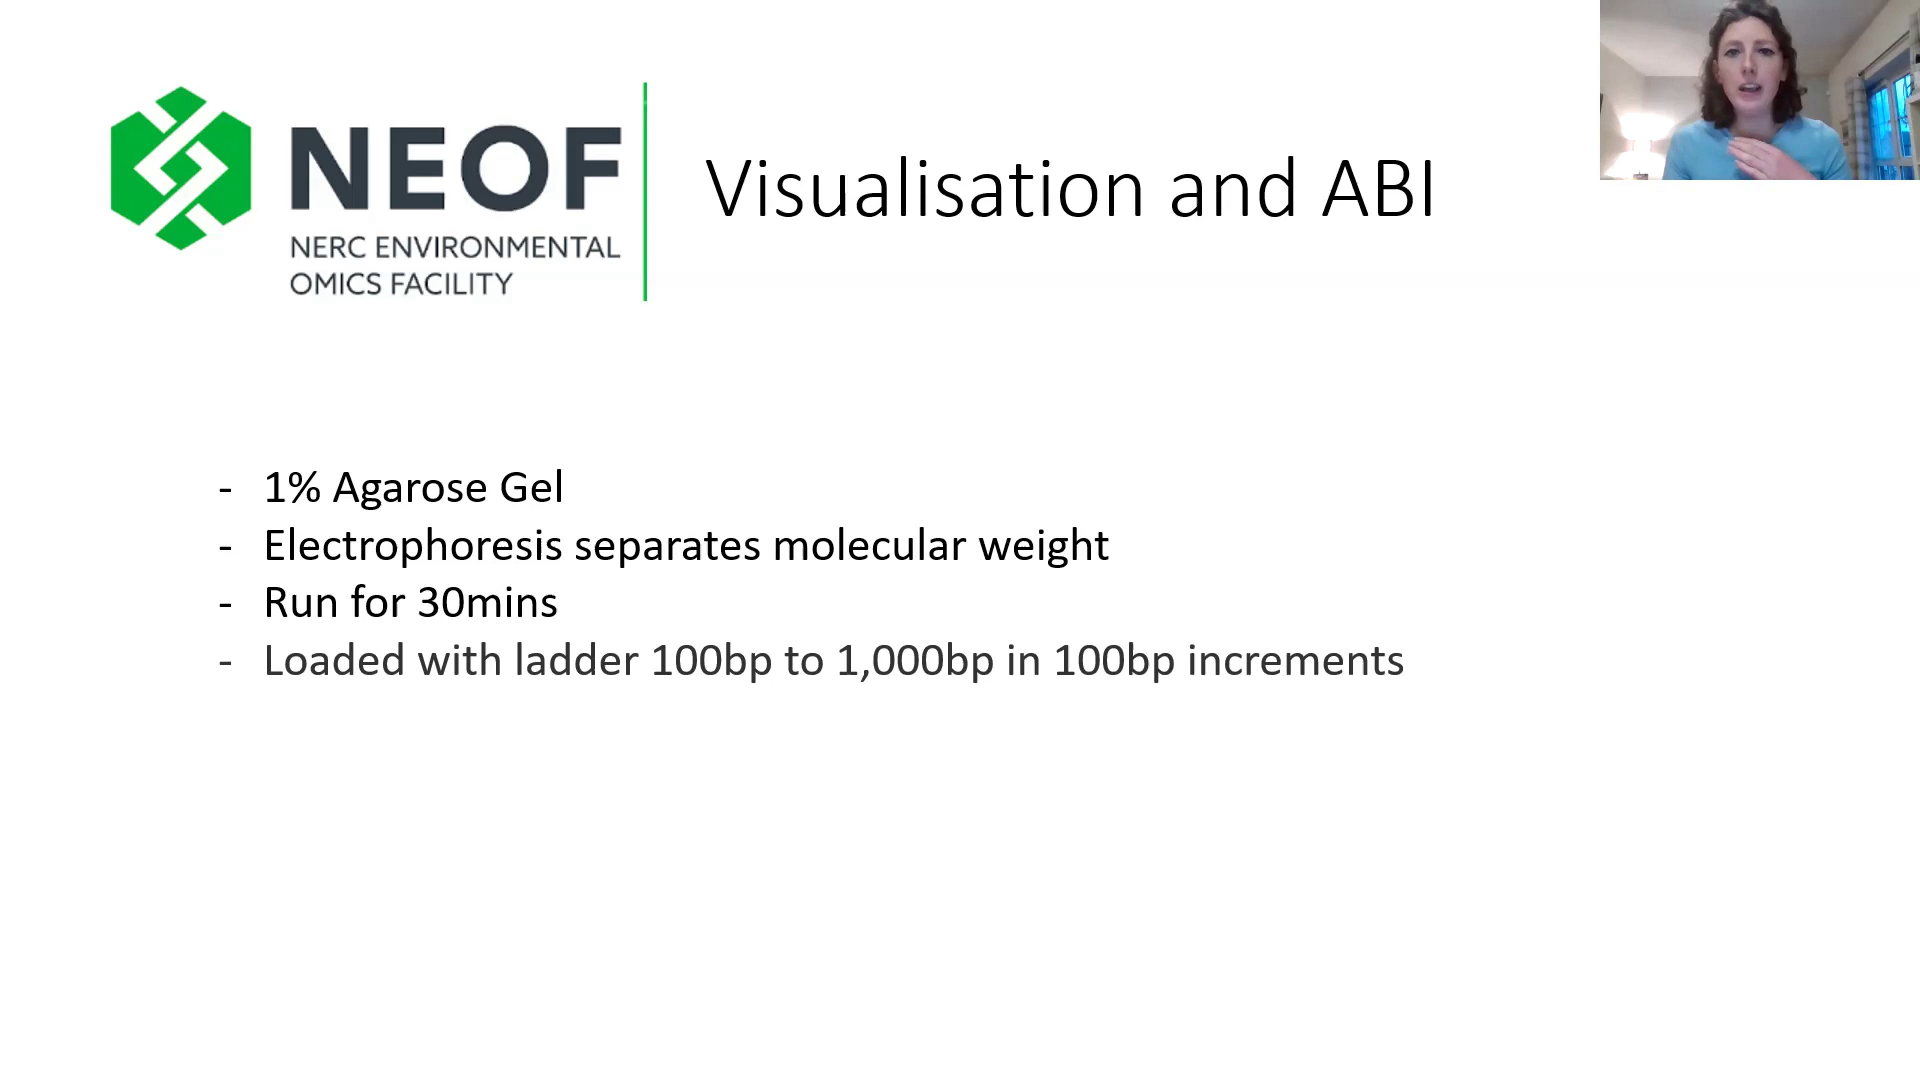 NEOF
NERC ENVIRONMENTAL
OMICS FACILITY
Visualisation and ABI
- 1% Agarose Gel
- Electrophoresis separates molecular weight
- Run for 30mins
- Loaded with ladder 100bp to 1,000bp in 100bp increments